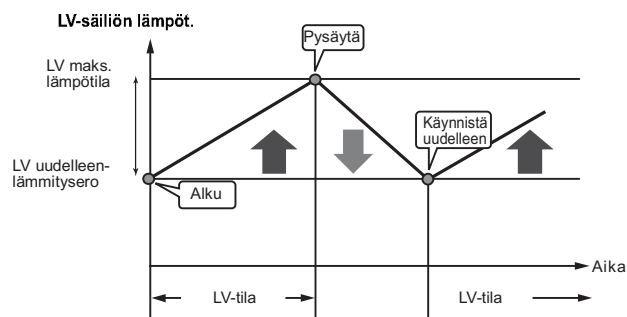 LV-säiliön lämpöt.
Pysäytä
LV maks.
lämpötila
Käynnistä
uudelleen
LV uudelleen-
lämmitysero
Alku
Aika
LV-tila
LV-tila